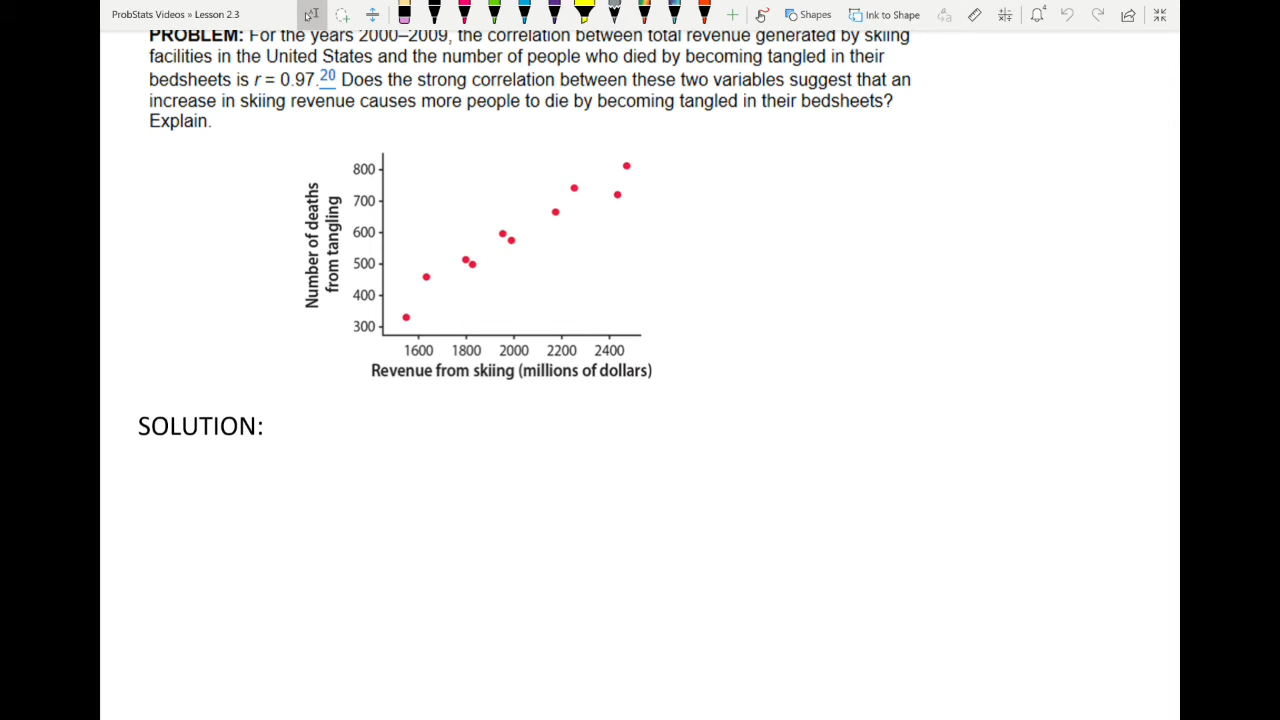 ProbStats Videos » Lesson 2.3
Shapes
Ink to Shape
4
PROBLEM: For the years 2000–2009, the correlation between total revenue generated by skiing
facilities in the United States and the number of people who died by becoming tangled in their
bedsheets is r = 0.97.20 Does the strong correlation between these two variables suggest that an
increase in skiing revenue causes more people to die by becoming tangled in their bedsheets?
Explain.
Number of deaths
from tangling
800
700
600
500
400
300
1600 1800 2000 2200 2400
Revenue from skiing (millions of dollars)
SOLUTION: